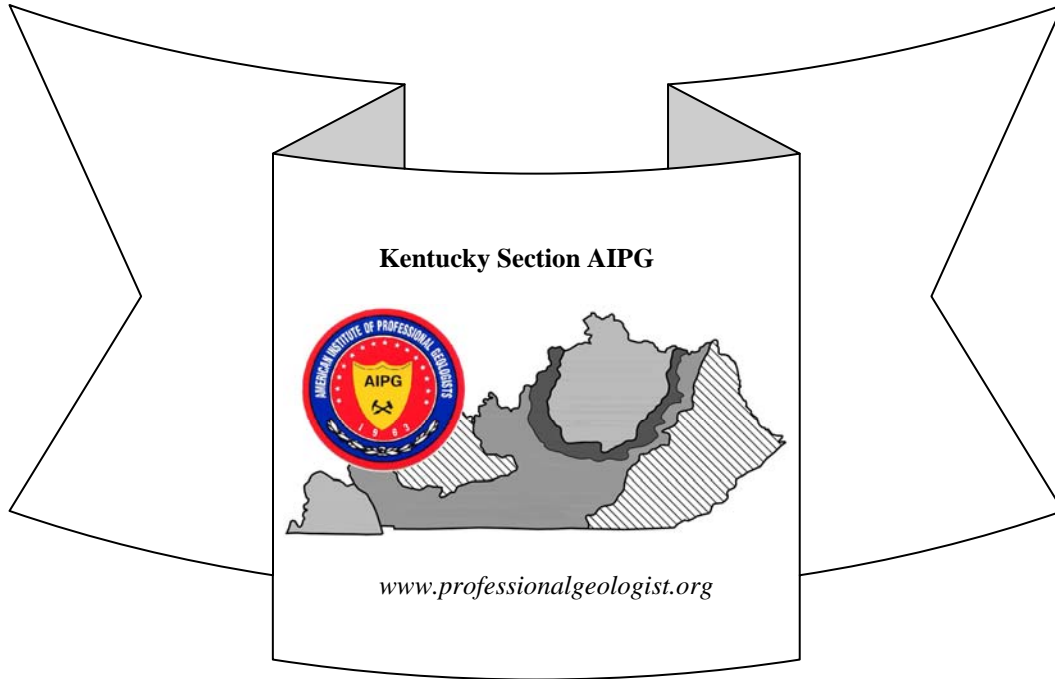 Kentucky Section AIPG
AMERICAN INSTITUTE OF PROFESSIONAL GEOLOGISTS
AIPG
1963
www.professionalgeologist.org